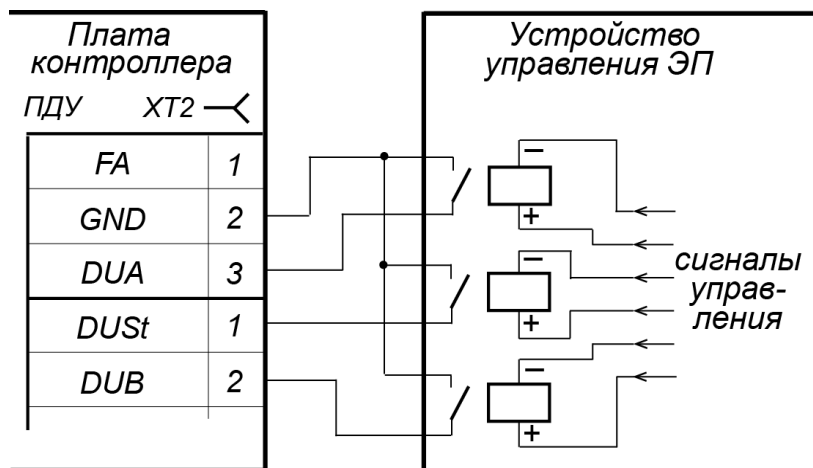 Плата
контроллера
ПДУ XT2
FA 1
GND 2
DUA 3
DUSt 1
DUB 2
Устройство
управления ЭП
−
+
−
+
−
+
сигналы
управ-
ления